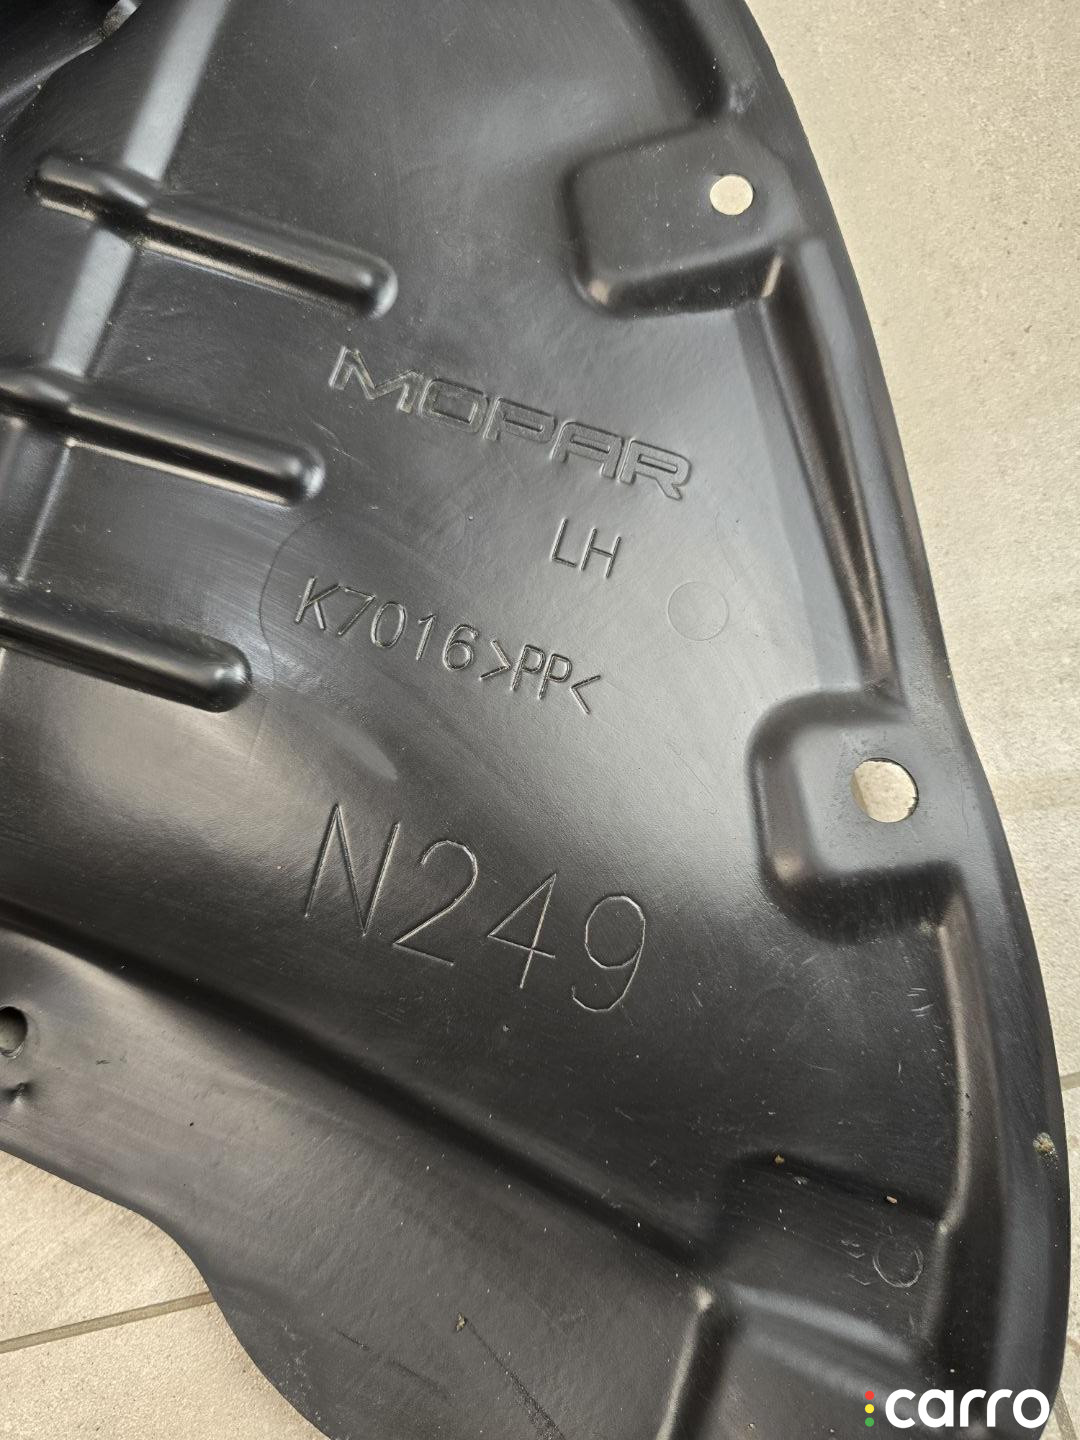 MOPAR
LH
K7016>PP<
N249
carro